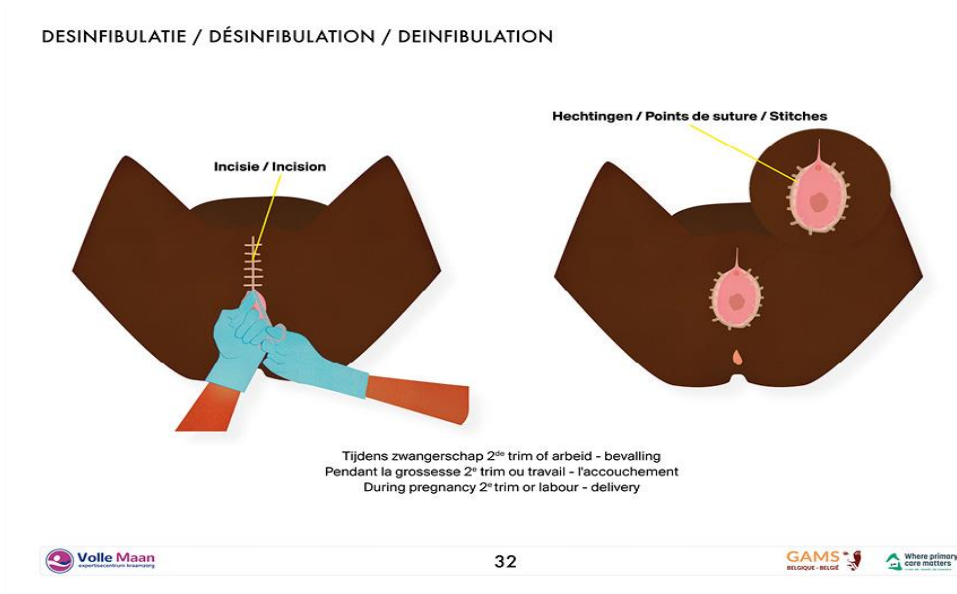 DESINFIBULATIE / DÉSINFIBULATION / DEINFIBULATION
Hechtingen / Points de suture / Stitches
Incisie / Incision
Tijdens zwangerschap 2de trim of arbeid - bevalling
Pendant la grossesse 2e trim ou travail - l'accouchement
During pregnancy 2e trim or labour - delivery
Volle Maan
expertisecentrum kraamzorg
32
GAMS
BELGIQUE - BELGIË
Where primary
care matters